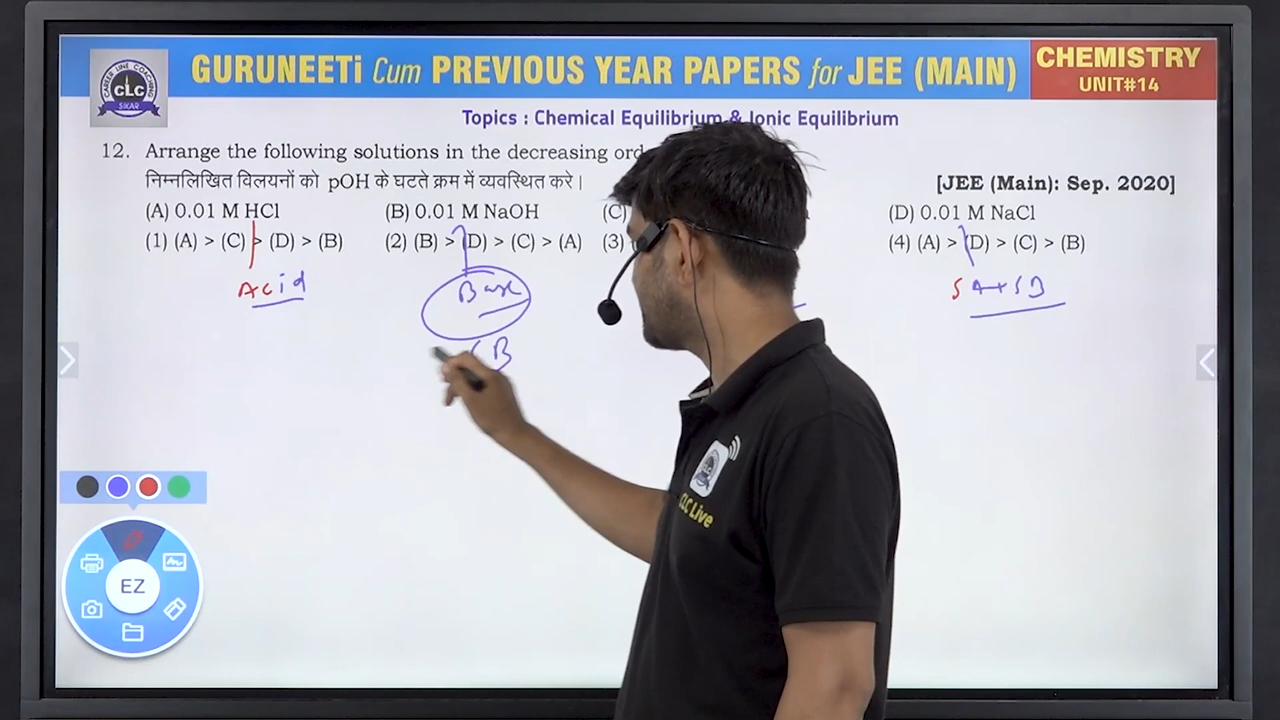 CAREER LINE COACHING
CLC
SIKAR
GURUNEETi Cum PREVIOUS YEAR PAPERS for JEE (MAIN)
CHEMISTRY
UNIT#14
Topics : Chemical Equilibrium & Ionic Equilibrium
12. Arrange the following solutions in the decreasing
निम्नलिखित विलयनों को pOH के घटते क्रम में व्यवस्थित करे।
[JEE (Main): Sep. 2020]
(A) 0.01 M HCl (B) 0.01 M NaOH (C) (D) 0.01 M NaCl
(1) (A) > (C) > (D) > (B) (2) (B) > (D) > (C) > (A) (3) (4) (A) > (D) > (C) > (B)
Acid Base SA+SB
SB
EZ
CLC
CLC Live